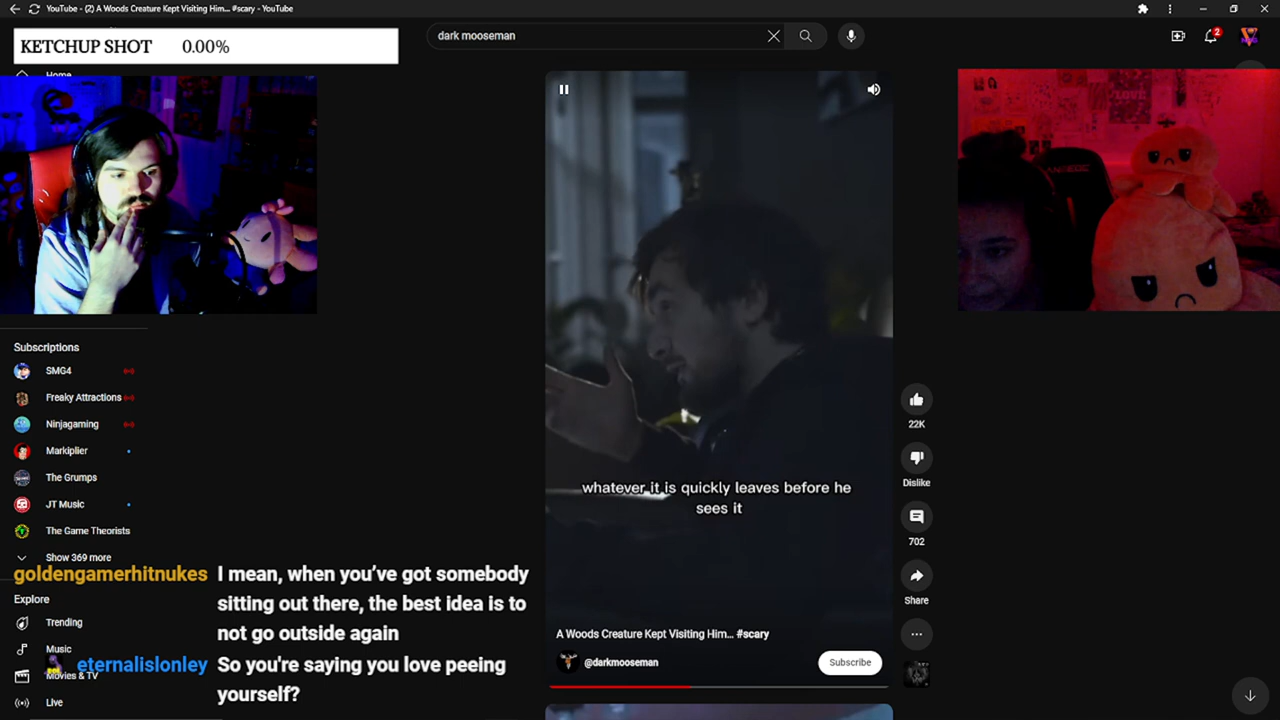 YouTube - (2) A Woods Creature Kept Visiting Him... #scary - YouTube
KETCHUP SHOT 0.00%
dark mooseman
2
Home
LOVE
Subscriptions
SMG4
Freaky Attractions
Ninjagaming
Markiplier
The Grumps
JT Music
The Game Theorists
Show 369 more
Explore
Trending
Music
Movies & TV
Live
goldengamerhitnukes I mean, when you’ve got somebody
sitting out there, the best idea is to
not go outside again
eternalislonley So you're saying you love peeing
yourself?
whatever it is quickly leaves before he
sees it
A Woods Creature Kept Visiting Him... #scary
@darkmooseman
Subscribe
22K
Dislike
702
Share